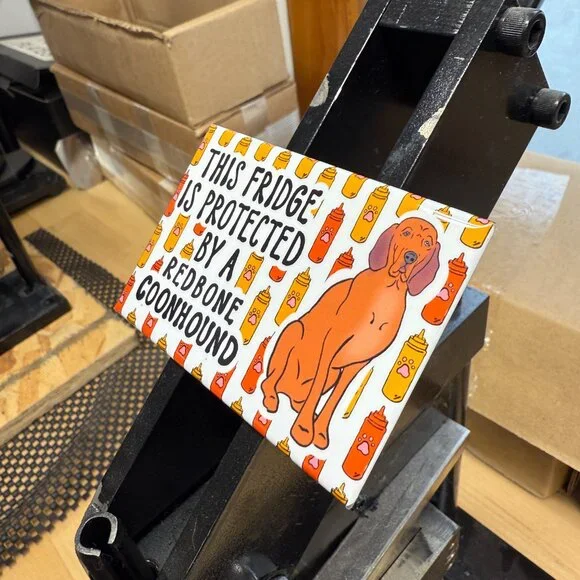 THIS FRIDGE
IS PROTECTED
BY A
REDBONE
COONHOUND